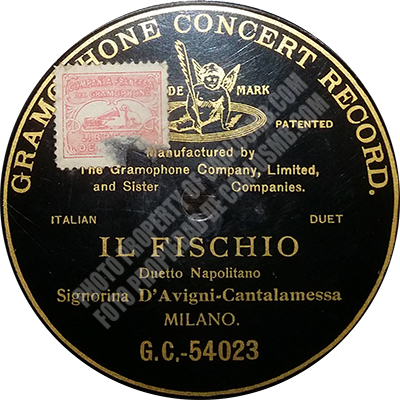 GRAMOPHONE CONCERT RECORD.
TRADE MARK
PATENTED
Manufactured by
The Gramophone Company, Limited,
and Sister Companies.
ITALIAN DUET
IL FISCHIO
Duetto Napolitano
Signorina D'Avigni-Cantalamessa
MILANO.
G.C.-54023